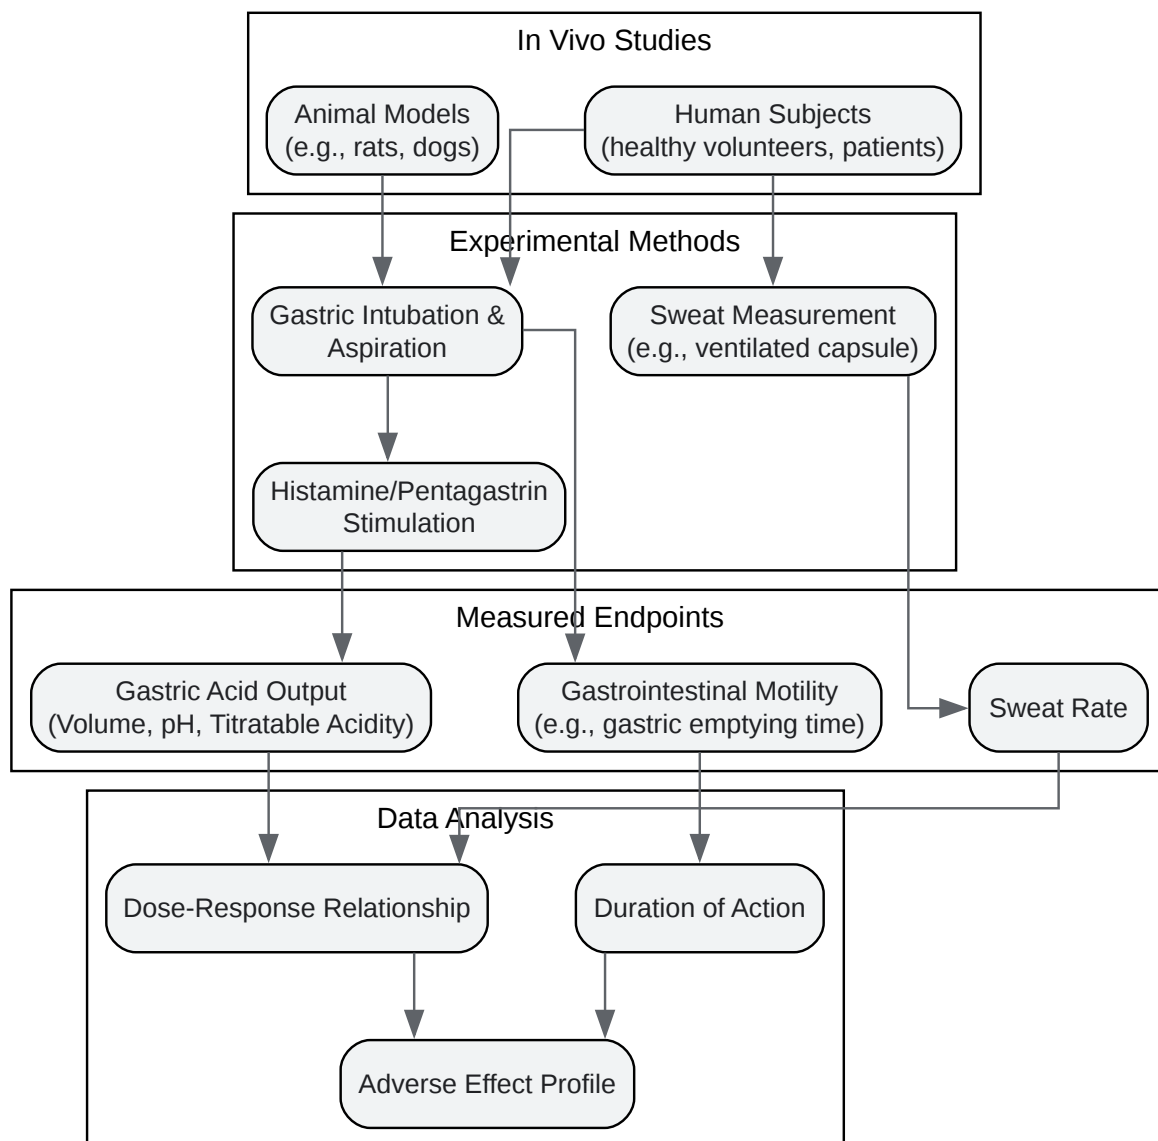 In Vivo Studies
Animal Models
(e.g., rats, dogs)
Human Subjects
(healthy volunteers, patients)
Experimental Methods
Gastric Intubation &
Aspiration
Sweat Measurement
(e.g., ventilated capsule)
Histamine/Pentagastrin
Stimulation
Measured Endpoints
Gastric Acid Output
(Volume, pH, Titratable Acidity)
Gastrointestinal Motility
(e.g., gastric emptying time)
Sweat Rate
Data Analysis
Dose-Response Relationship
Duration of Action
Adverse Effect Profile